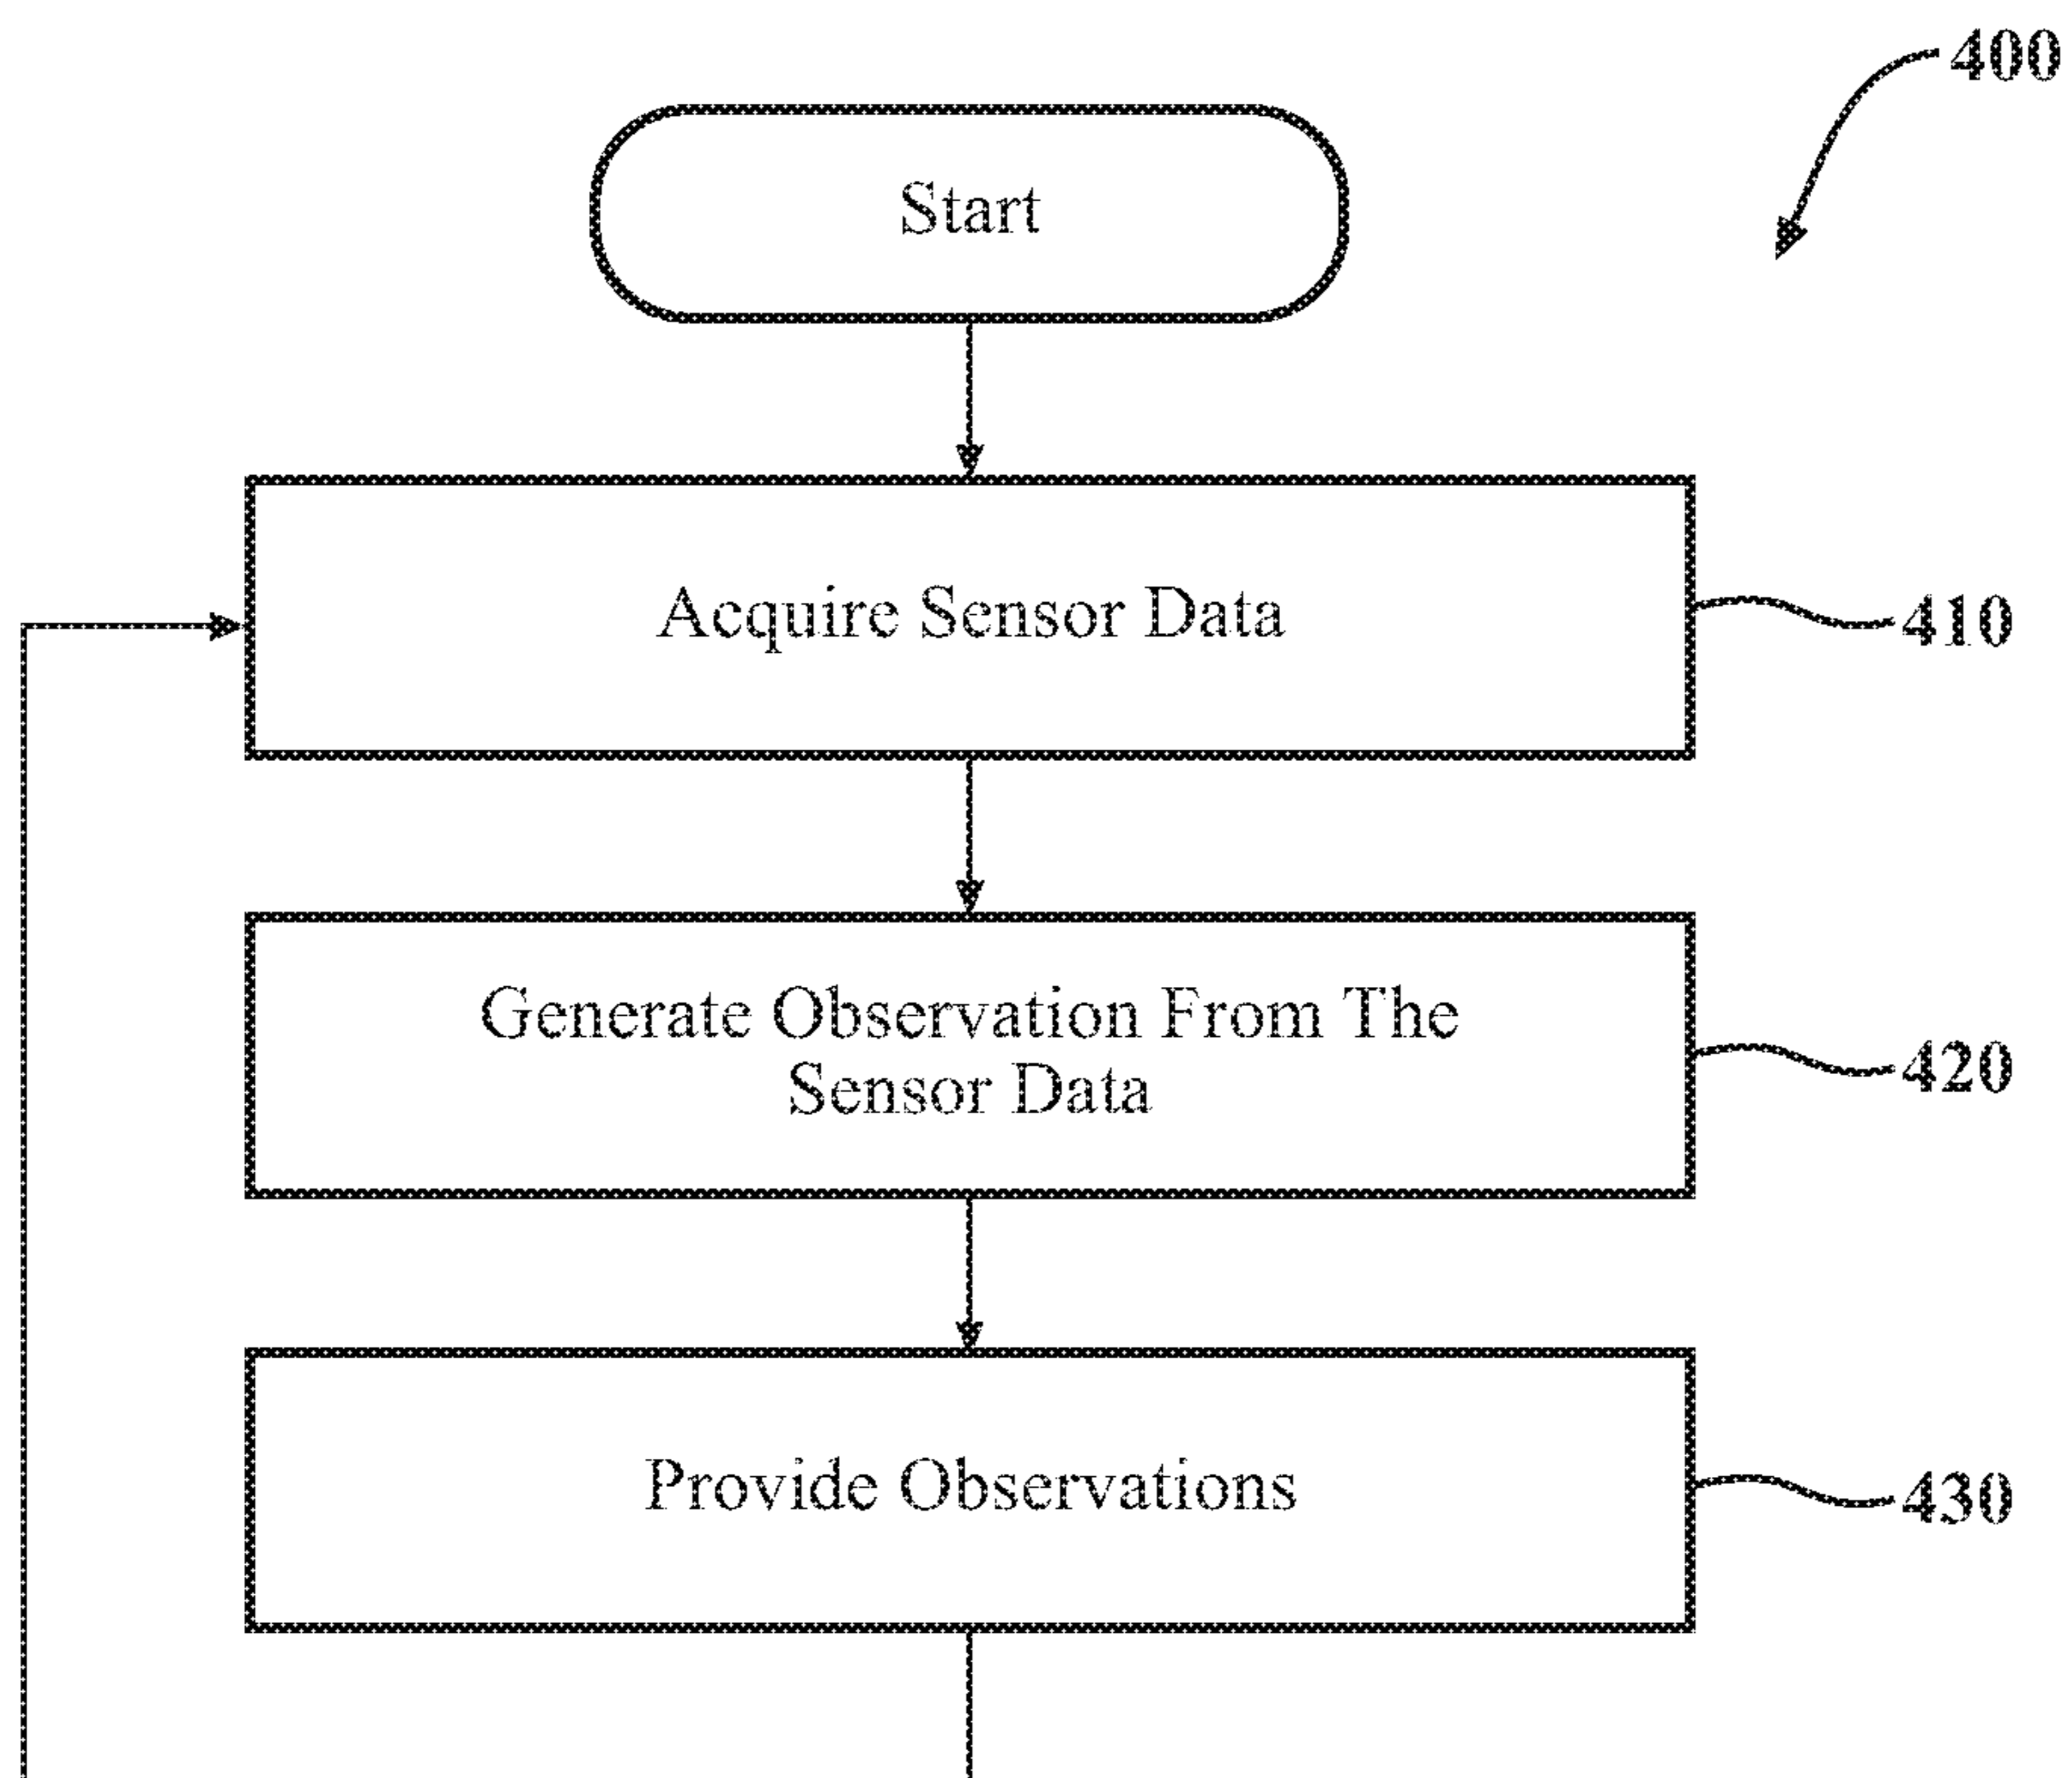 400
Start
Acquire Sensor Data
410
Generate Observation From The
Sensor Data
420
Provide Observations
430